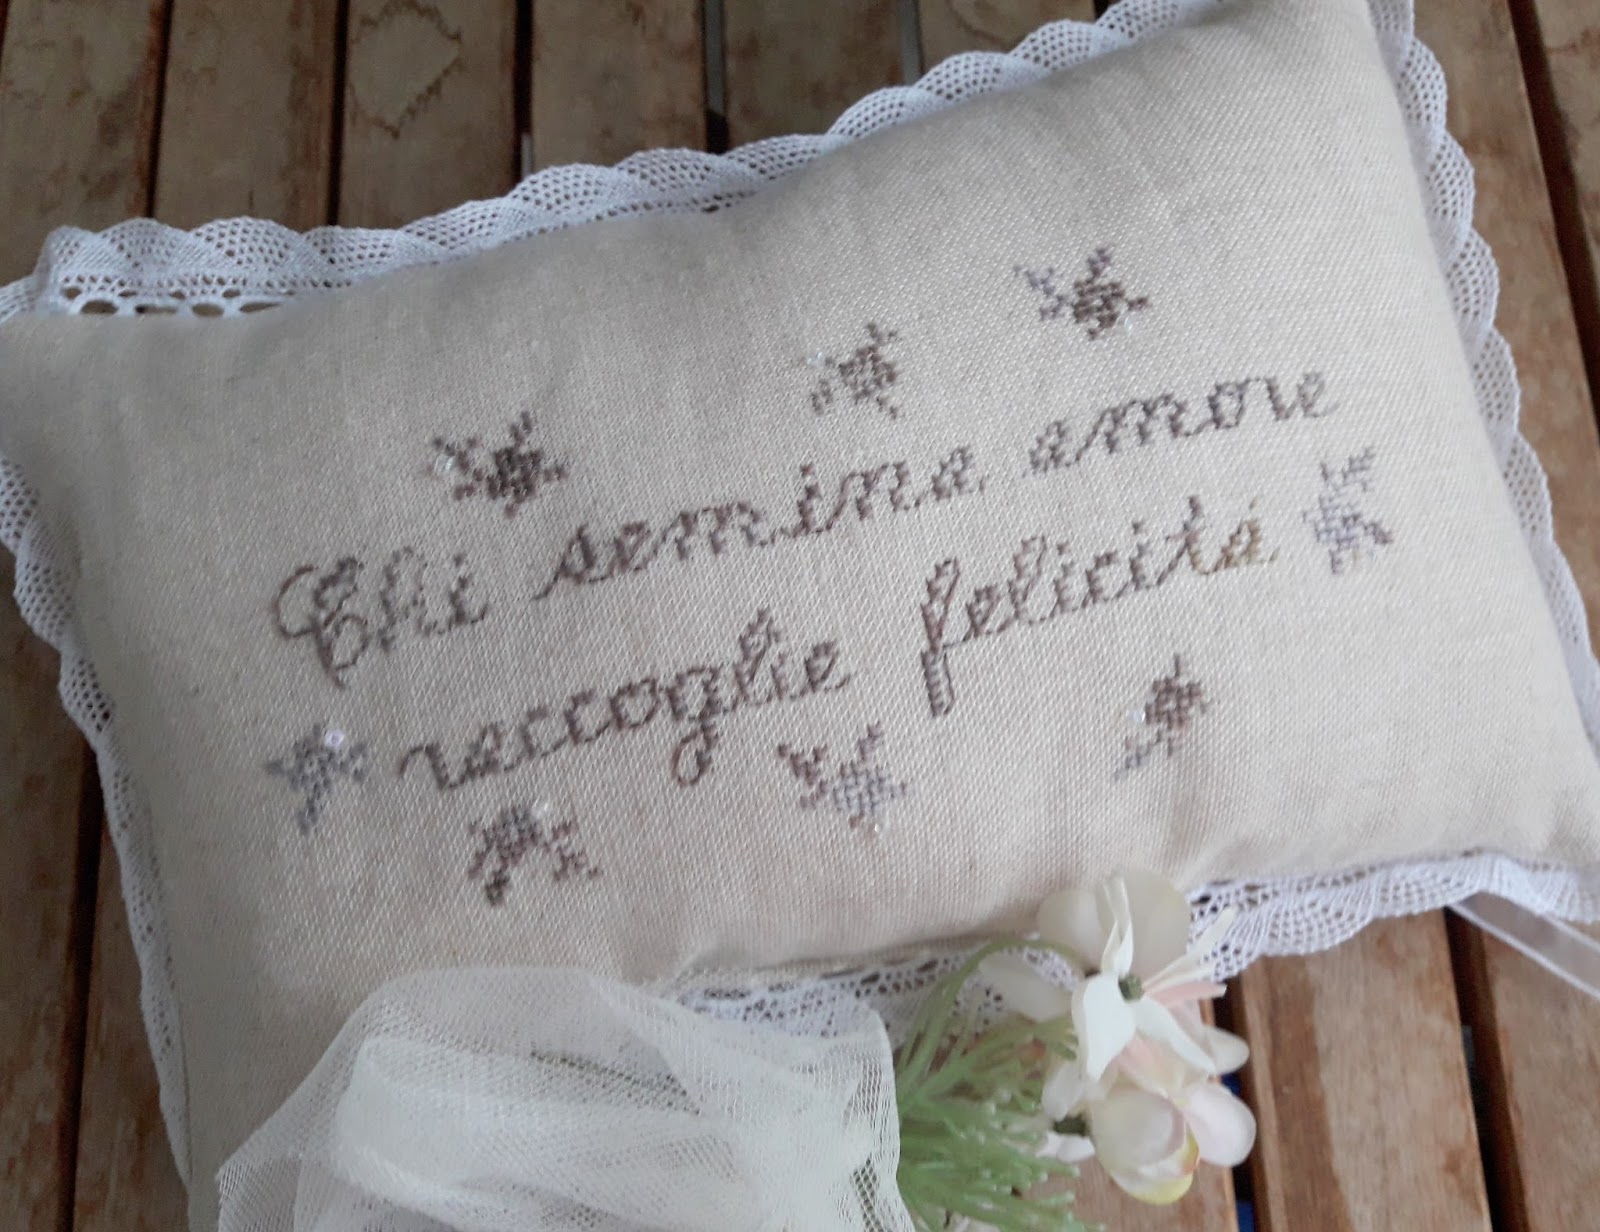 Chi semina amore
raccoglie felicità